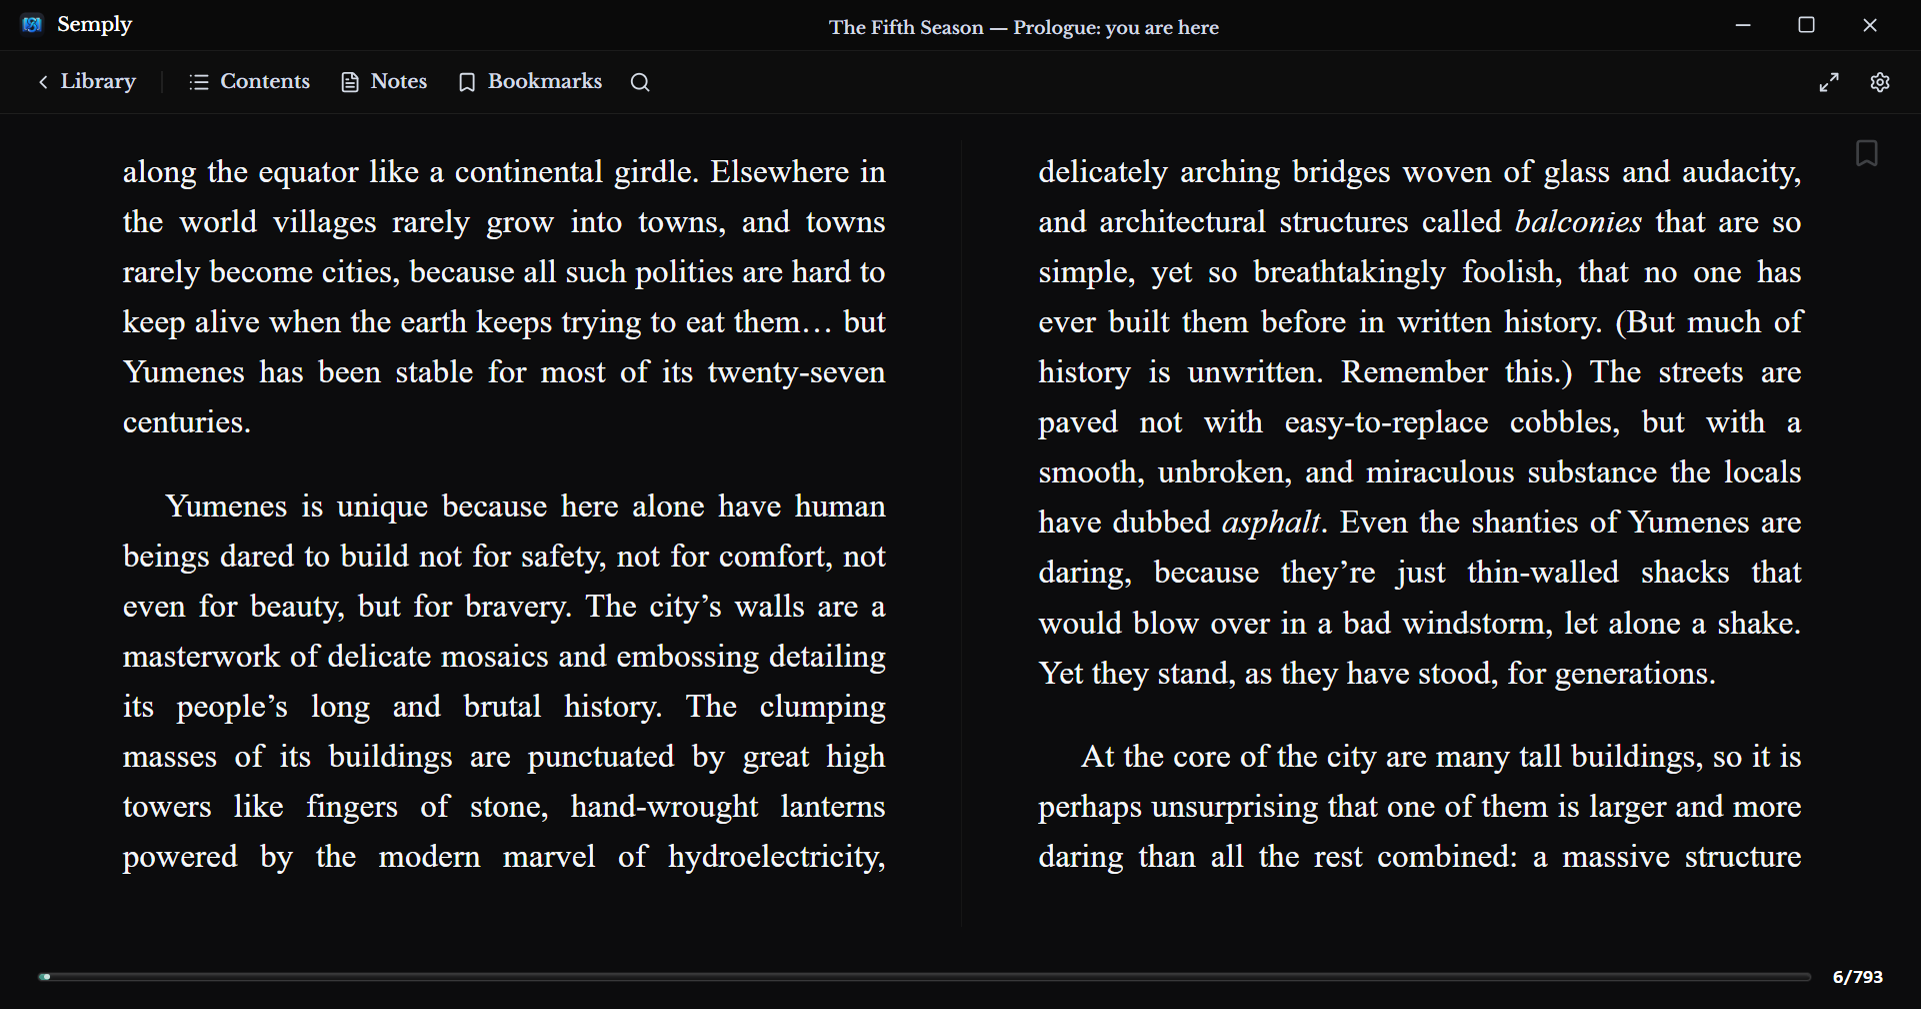 Semply
The Fifth Season — Prologue: you are here
Library
Contents
Notes
Bookmarks
along the equator like a continental girdle. Elsewhere in
the world villages rarely grow into towns, and towns
rarely become cities, because all such polities are hard to
keep alive when the earth keeps trying to eat them… but
Yumenes has been stable for most of its twenty-seven
centuries.
Yumenes is unique because here alone have human
beings dared to build not for safety, not for comfort, not
even for beauty, but for bravery. The city’s walls are a
masterwork of delicate mosaics and embossing detailing
its people’s long and brutal history. The clumping
masses of its buildings are punctuated by great high
towers like fingers of stone, hand-wrought lanterns
powered by the modern marvel of hydroelectricity,
delicately arching bridges woven of glass and audacity,
and architectural structures called balconies that are so
simple, yet so breathtakingly foolish, that no one has
ever built them before in written history. (But much of
history is unwritten. Remember this.) The streets are
paved not with easy-to-replace cobbles, but with a
smooth, unbroken, and miraculous substance the locals
have dubbed asphalt. Even the shanties of Yumenes are
daring, because they’re just thin-walled shacks that
would blow over in a bad windstorm, let alone a shake.
Yet they stand, as they have stood, for generations.
At the core of the city are many tall buildings, so it is
perhaps unsurprising that one of them is larger and more
daring than all the rest combined: a massive structure
6/793